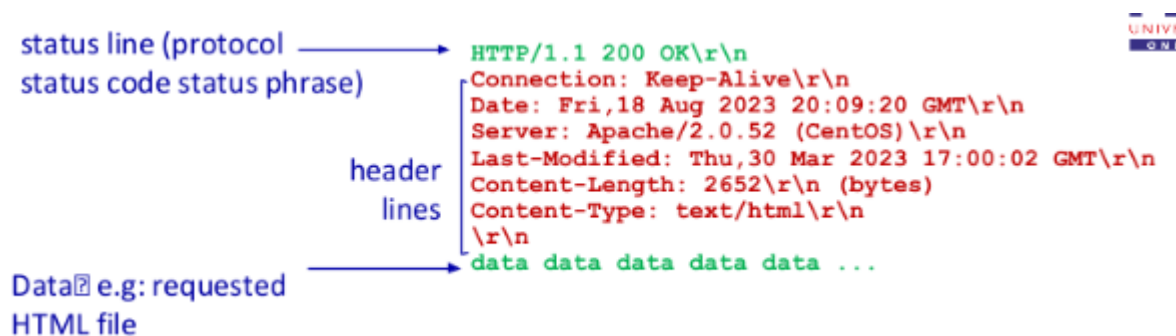 status line (protocol
status code status phrase)
HTTP/1.1 200 OK\r\n
Connection: Keep-Alive\r\n
Date: Fri,18 Aug 2023 20:09:20 GMT\r\n
Server: Apache/2.0.52 (CentOS)\r\n
Last-Modified: Thu,30 Mar 2023 17:00:02 GMT\r\n
header
lines
Content-Length: 2652\r\n (bytes)
Content-Type: text/html\r\n
\r\n
data data data data data ...
Data e.g: requested
HTML file